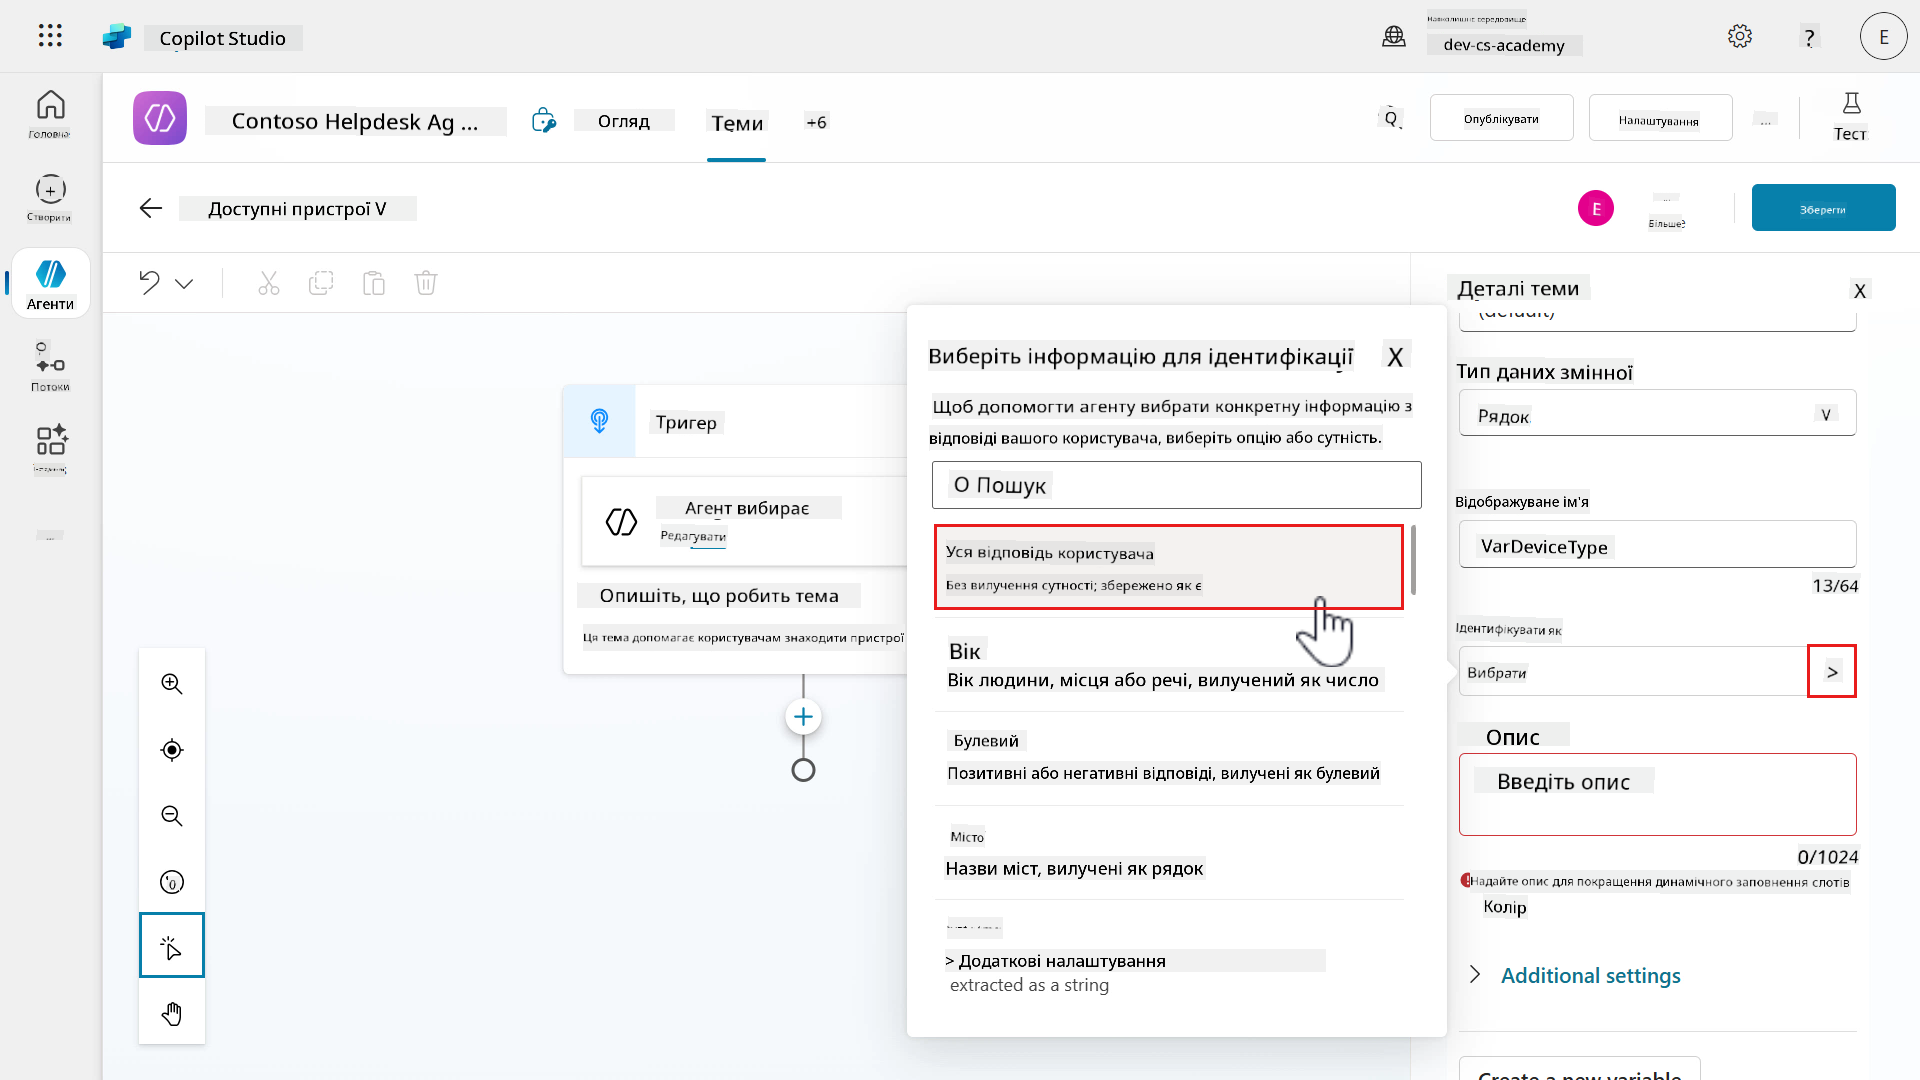 Copilot Studio
Навколишнє середовище
dev-cs-academy
?
E
Головна
Створити
Агенти
Потоки
...
Contoso Helpdesk Ag ...
Огляд
Теми
+6
Опублікувати
Налаштування
...
Тест
Доступні пристрої V
E
Більше?
Зберегти
Деталі теми
X
(default)
Тип даних змінної
Рядок
V
Відображуване ім'я
VarDeviceType
13/64
Ідентифікувати як
Вибрати
>
Опис
Введіть опис
0/1024
Надайте опис для покращення динамічного заповнення слотів
Колір
Additional settings
Create a new variable
Тригер
Агент вибирає
Редагувати
Опишіть, що робить тема
Ця тема допомагає користувачам знаходити пристрої
Виберіть інформацію для ідентифікації
X
Щоб допомогти агенту вибрати конкретну інформацію з
відповіді вашого користувача, виберіть опцію або сутність.
О Пошук
Уся відповідь користувача
Без вилучення сутності; збережено як є
Вік
Вік людини, місця або речі, вилучений як число
Булевий
Позитивні або негативні відповіді, вилучені як булевий
Місто
Назви міст, вилучені як рядок
> Додаткові налаштування
extracted as a string